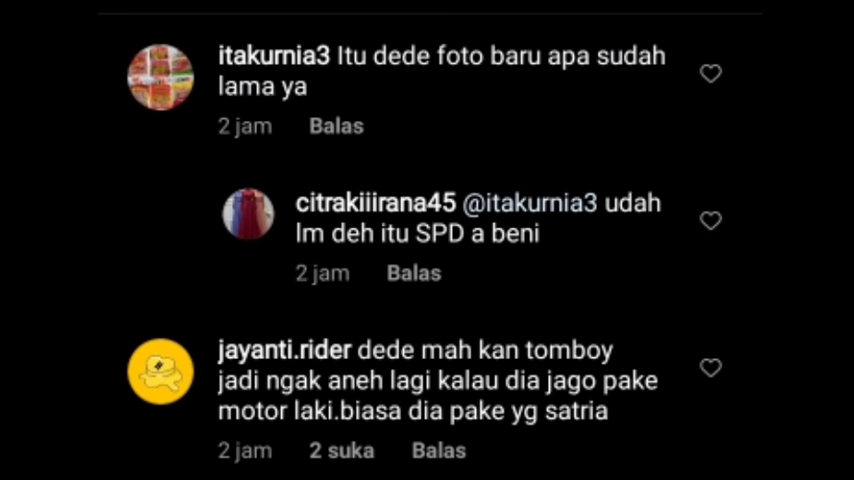 itakurnia3 Itu dede foto baru apa sudah
lama ya
2 jam Balas
citrakiiirana45 @itakurnia3 udah
lm deh itu SPD a beni
2 jam Balas
jayanti.rider dede mah kan tomboy
jadi ngak aneh lagi kalau dia jago pake
motor laki.biasa dia pake yg satria
2 jam 2 suka Balas